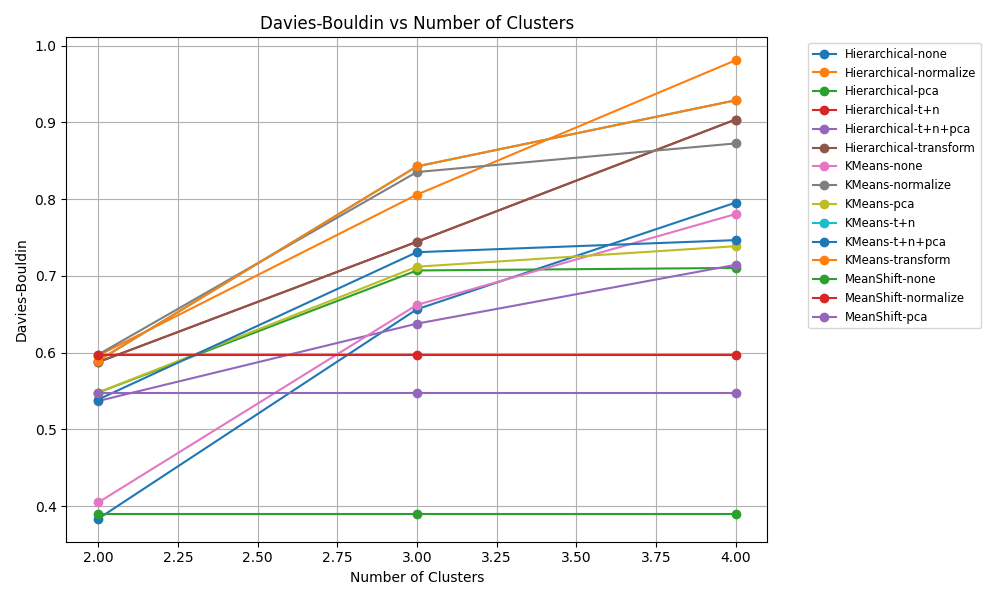 Davies-Bouldin vs Number of Clusters
Davies-Bouldin
1.0
0.9
0.8
0.7
0.6
0.5
0.4
2.00 2.25 2.50 2.75 3.00 3.25 3.50 3.75 4.00
Number of Clusters
Hierarchical-none
Hierarchical-normalize
Hierarchical-pca
Hierarchical-t+n
Hierarchical-t+n+pca
Hierarchical-transform
KMeans-none
KMeans-normalize
KMeans-pca
KMeans-t+n
KMeans-t+n+pca
KMeans-transform
MeanShift-none
MeanShift-normalize
MeanShift-pca